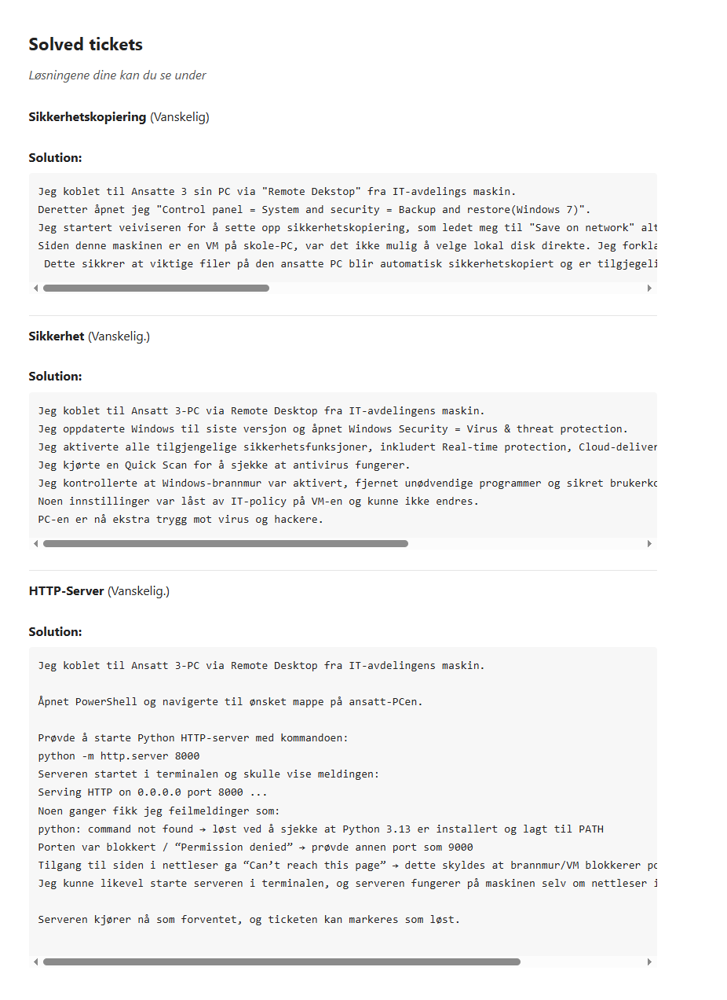 Solved tickets
Løsningene dine kan du se under
Sikkerhetskopiering (Vanskelig)
Solution:
Jeg koblet til Ansatte 3 sin PC via "Remote Dekstop" fra IT-avdelings maskin.
Deretter åpnet jeg "Control panel = System and security = Backup and restore(Windows 7)".
Jeg startert veiviseren for å sette opp sikkerhetskopiering, som ledet meg til "Save on network" alt
Siden denne maskinen er en VM på skole-PC, var det ikke mulig å velge lokal disk direkte. Jeg forkla
Dette sikkrer at viktige filer på den ansatte PC blir automatisk sikkerhetskopiert og er tilgjegeli
Sikkerhet (Vanskelig.)
Solution:
Jeg koblet til Ansatt 3-PC via Remote Desktop fra IT-avdelingens maskin.
Jeg oppdaterte Windows til siste versjon og åpnet Windows Security = Virus & threat protection.
Jeg aktiverte alle tilgjengelige sikkerhetsfunksjoner, inkludert Real-time protection, Cloud-deliver
Jeg kjørte en Quick Scan for å sjekke at antivirus fungerer.
Jeg kontrollerte at Windows-brannmur var aktivert, fjernet unødvendige programmer og sikret brukerko
Noen innstillinger var låst av IT-policy på VM-en og kunne ikke endres.
PC-en er nå ekstra trygg mot virus og hackere.
HTTP-Server (Vanskelig.)
Solution:
Jeg koblet til Ansatt 3-PC via Remote Desktop fra IT-avdelingens maskin.
Åpnet PowerShell og navigerte til ønsket mappe på ansatt-PCen.
Prøvde å starte Python HTTP-server med kommandoen:
python -m http.server 8000
Serveren startet i terminalen og skulle vise meldingen:
Serving HTTP on 0.0.0.0 port 8000 ...
Noen ganger fikk jeg feilmeldinger som:
python: command not found → løst ved å sjekke at Python 3.13 er installert og lagt til PATH
Porten var blokkert / “Permission denied” → prøvde annen port som 9000
Tilgang til siden i nettleser ga “Can’t reach this page” → dette skyldes at brannmur/VM blokkerer po
Jeg kunne likevel starte serveren i terminalen, og serveren fungerer på maskinen selv om nettleser i
Serveren kjører nå som forventet, og ticketen kan markeres som løst.